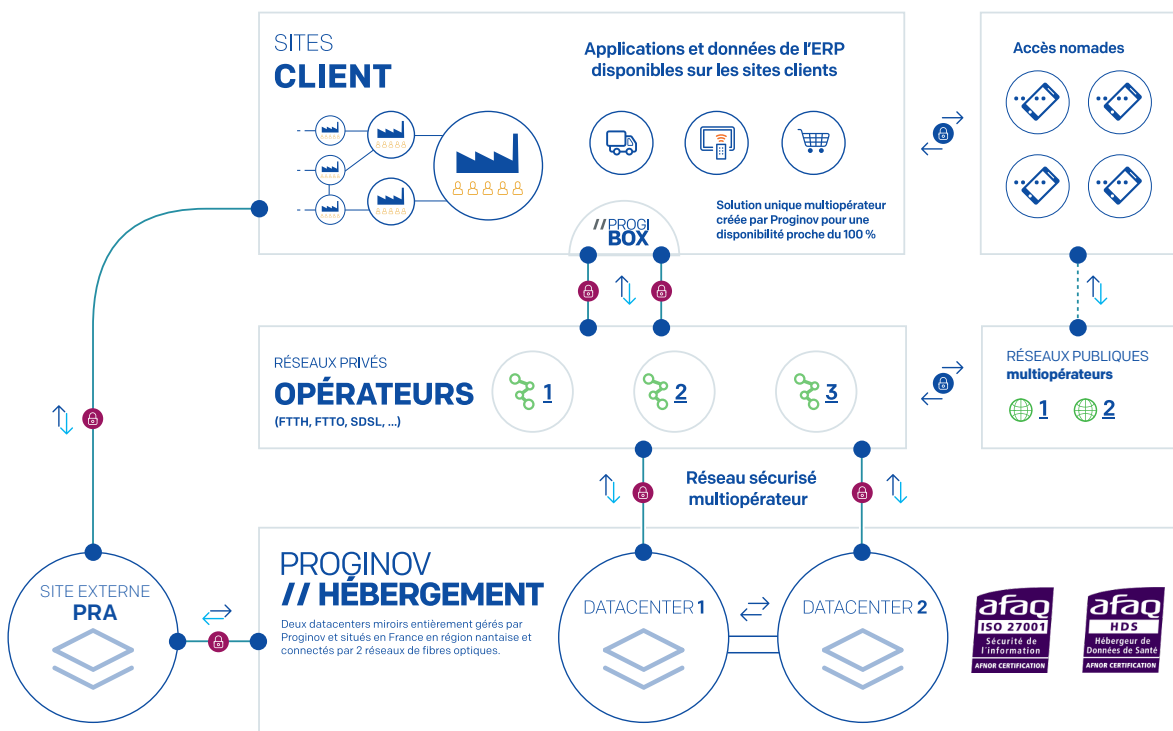 SITES
CLIENT
Applications et données de l'ERP
disponibles sur les sites clients
Solution unique multiopérateur
créée par Proginov pour une
disponibilité proche du 100 %
// PROGI
BOX
Accès nomades
RÉSEAUX PRIVÉS
OPÉRATEURS
(FTTH, FTTO, SDSL, ...)
1
2
3
RÉSEAUX PUBLIQUES
multiopérateurs
1
2
Réseau sécurisé
multiopérateur
SITE EXTERNE
PRA
PROGINOV
// HÉBERGEMENT
Deux datacenters miroirs entièrement gérés par
Proginov et situés en France en région nantaise et
connectés par 2 réseaux de fibres optiques.
DATACENTER 1
DATACENTER 2
afaq
ISO 27001
Sécurité de
l'information
AFNOR CERTIFICATION
afaq
HDS
Hébergeur de
Données de Santé
AFNOR CERTIFICATION